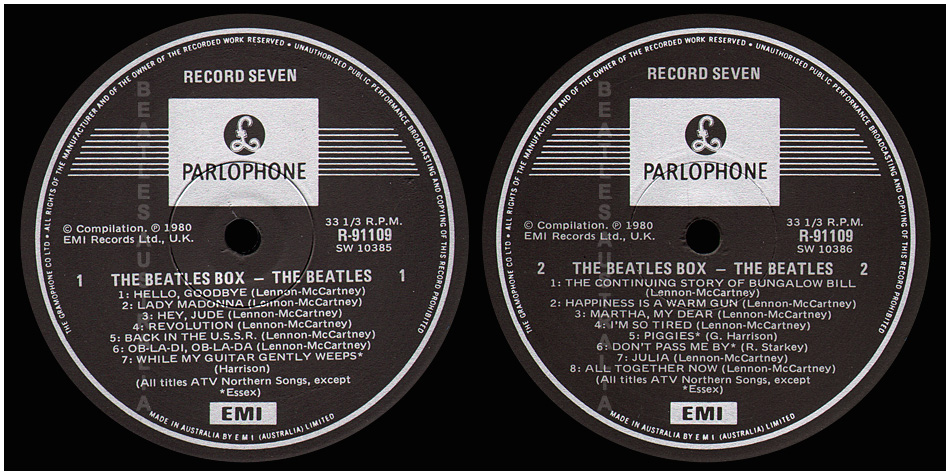 THE GRAMOPHONE CO LTD • ALL RIGHTS OF THE MANUFACTURER AND OF THE OWNER OF THE RECORDED WORK RESERVED • UNAUTHORISED PUBLIC PERFORMANCE BROADCASTING AND COPYING OF THIS RECORD PROHIBITED
RECORD SEVEN
£
PARLOPHONE
© Compilation. ℗ 1980
EMI Records Ltd., U.K.
33 1/3 R.P.M.
R-91109
SW 10385
1 THE BEATLES BOX – THE BEATLES 1
1: HELLO, GOODBYE (Lennon-McCartney)
2: LADY MADONNA (Lennon-McCartney)
3: HEY, JUDE (Lennon-McCartney)
4: REVOLUTION (Lennon-McCartney)
5: BACK IN THE U.S.S.R. (Lennon-McCartney)
6: OB-LA-DI, OB-LA-DA (Lennon-McCartney)
7: WHILE MY GUITAR GENTLY WEEPS*
(Harrison)
(All titles ATV Northern Songs, except
*Essex)
EMI
MADE IN AUSTRALIA BY E M I (AUSTRALIA) LIMITED
BEATLES AUSTRALIA
THE GRAMOPHONE CO LTD • ALL RIGHTS OF THE MANUFACTURER AND OF THE OWNER OF THE RECORDED WORK RESERVED • UNAUTHORISED PUBLIC PERFORMANCE BROADCASTING AND COPYING OF THIS RECORD PROHIBITED
RECORD SEVEN
£
PARLOPHONE
© Compilation. ℗ 1980
EMI Records Ltd., U.K.
33 1/3 R.P.M.
R-91109
SW 10386
2 THE BEATLES BOX – THE BEATLES 2
1: THE CONTINUING STORY OF BUNGALOW BILL
(Lennon-McCartney)
2: HAPPINESS IS A WARM GUN (Lennon-McCartney)
3: MARTHA, MY DEAR (Lennon-McCartney)
4: I'M SO TIRED (Lennon-McCartney)
5: PIGGIES* (G. Harrison)
6: DON'T PASS ME BY* (R. Starkey)
7: JULIA (Lennon-McCartney)
8: ALL TOGETHER NOW (Lennon-McCartney)
(All titles ATV Northern Songs, except
*Essex)
EMI
MADE IN AUSTRALIA BY E M I (AUSTRALIA) LIMITED
BEATLES AUSTRALIA